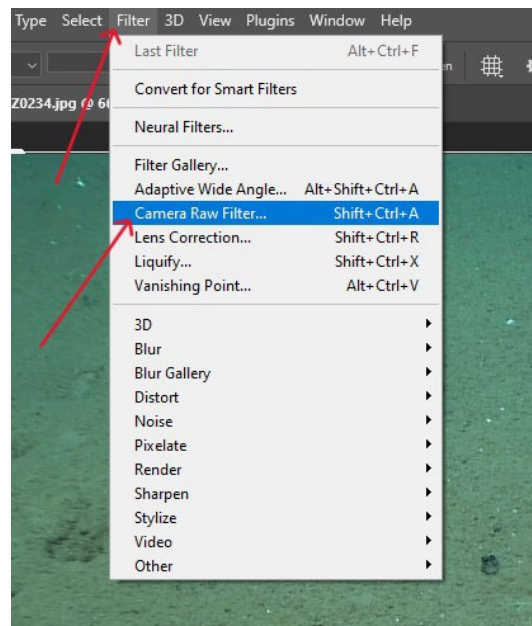 Type Select Filter 3D View Plugins Window Help
Last Filter Alt+Ctrl+F
Convert for Smart Filters
Z0234.jpg @ 6
Neural Filters...
Filter Gallery...
Adaptive Wide Angle... Alt+Shift+Ctrl+A
Camera Raw Filter... Shift+Ctrl+A
Lens Correction... Shift+Ctrl+R
Liquify... Shift+Ctrl+X
Vanishing Point... Alt+Ctrl+V
3D
Blur
Blur Gallery
Distort
Noise
Pixelate
Render
Sharpen
Stylize
Video
Other